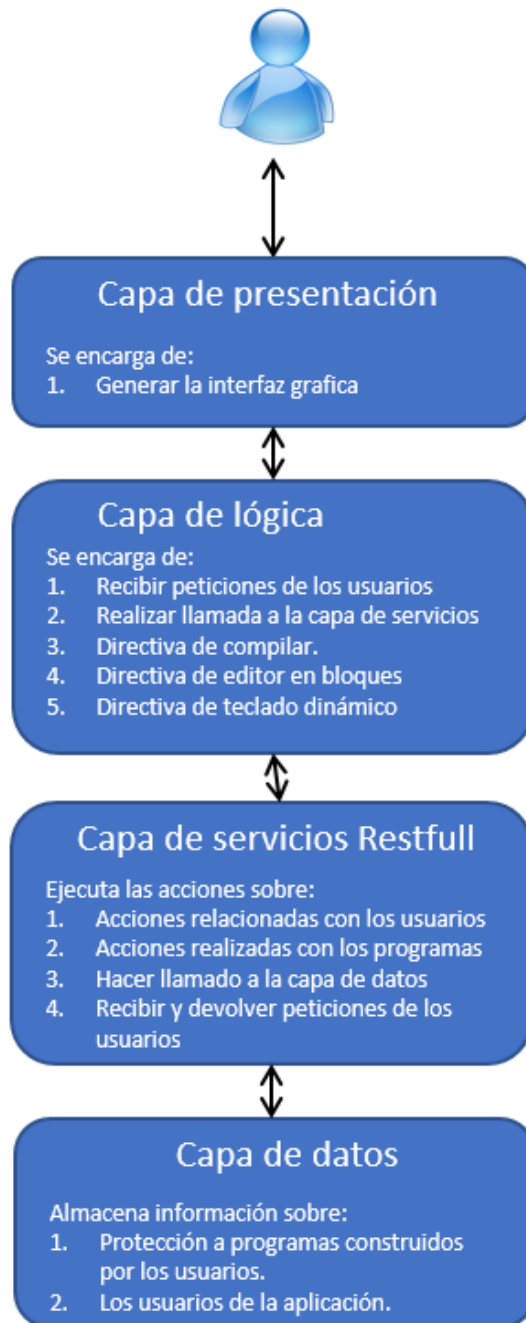 Capa de presentación
Se encarga de:
1. Generar la interfaz grafica
Capa de lógica
Se encarga de:
1. Recibir peticiones de los usuarios
2. Realizar llamada a la capa de servicios
3. Directiva de compilar.
4. Directiva de editor en bloques
5. Directiva de teclado dinámico
Capa de servicios Restfull
Ejecuta las acciones sobre:
1. Acciones relacionadas con los usuarios
2. Acciones realizadas con los programas
3. Hacer llamado a la capa de datos
4. Recibir y devolver peticiones de los
usuarios
Capa de datos
Almacena información sobre:
1. Protección a programas construidos
por los usuarios.
2. Los usuarios de la aplicación.